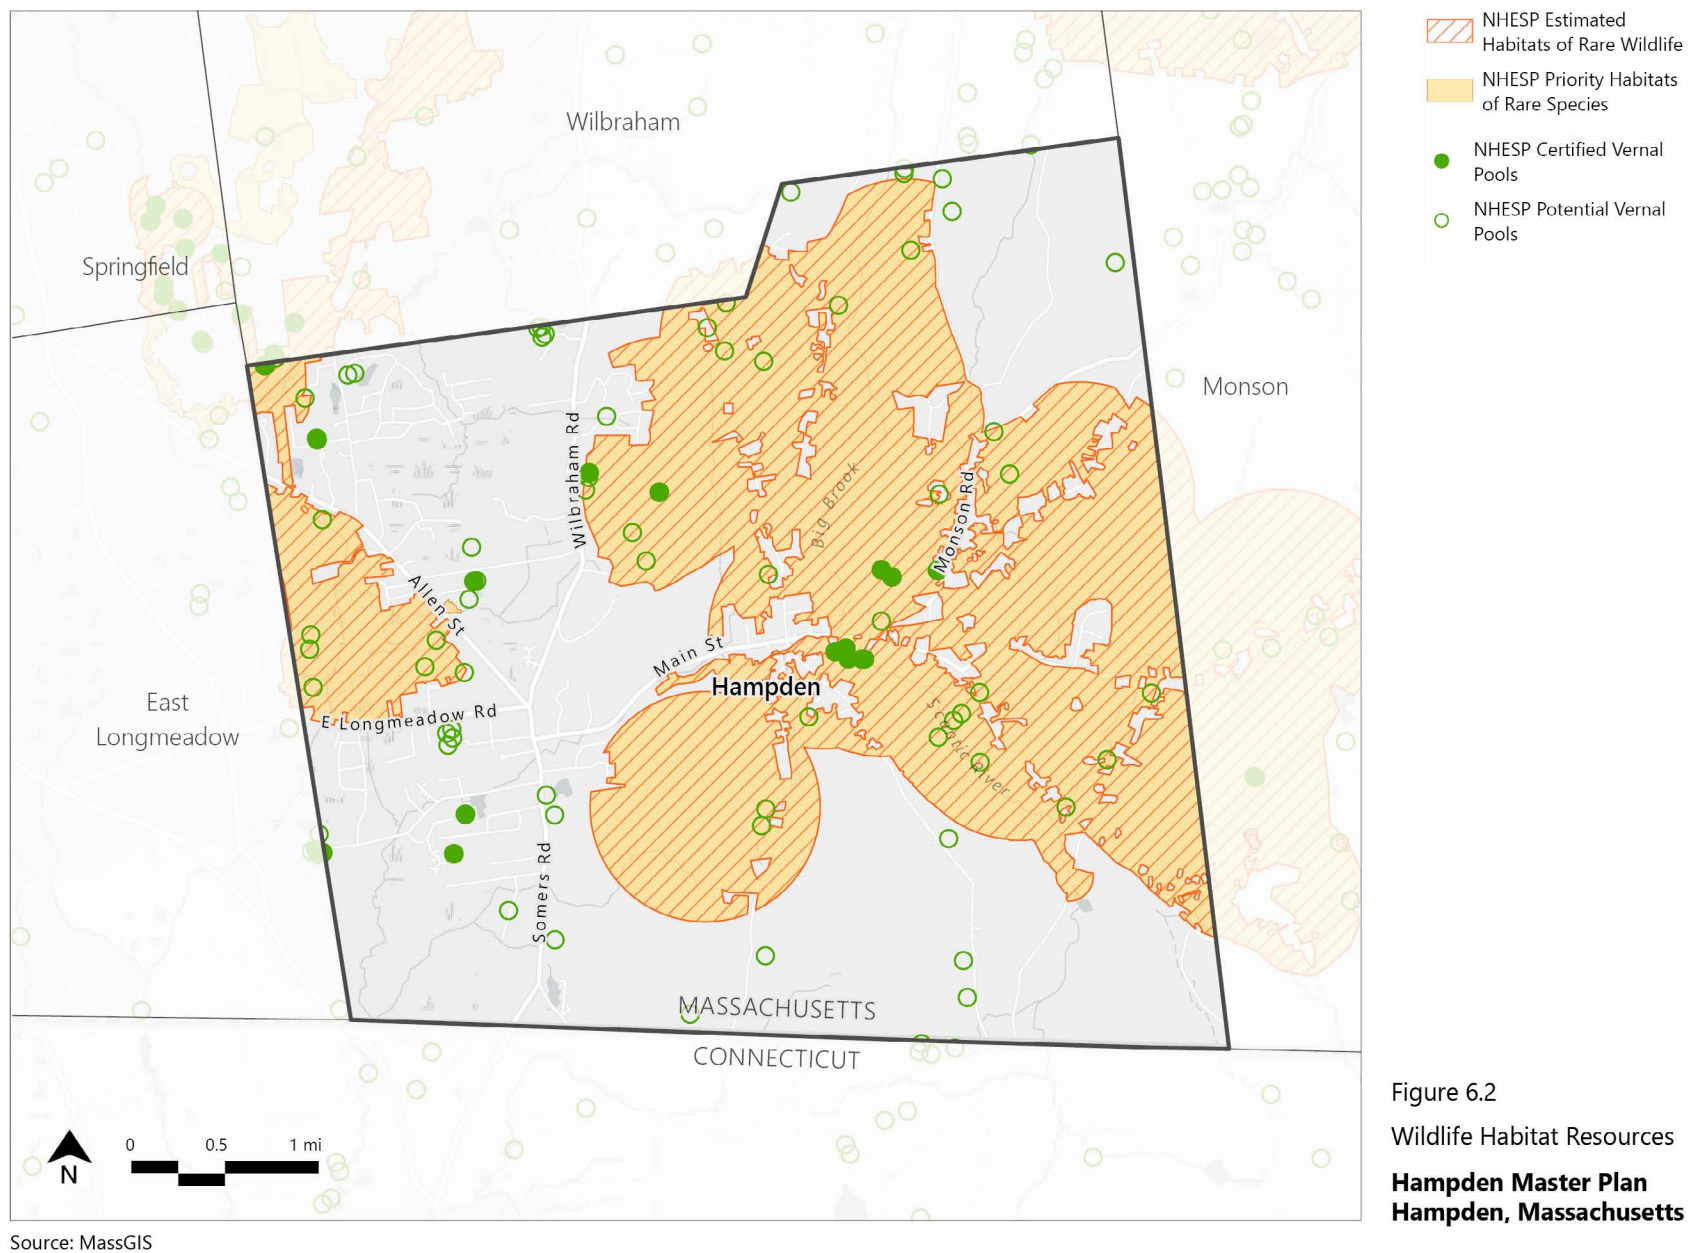 NHESP Estimated
Habitats of Rare Wildlife
NHESP Priority Habitats
of Rare Species
NHESP Certified Vernal
Pools
NHESP Potential Vernal
Pools
Wilbraham
Springfield
Monson
Wilbraham Rd
Big Brook
Monson Rd
Allen St
Main St
Hampden
East
Longmeadow
E Longmeadow Rd
Scantic River
Somers Rd
MASSACHUSETTS
CONNECTICUT
0 0.5 1 mi
N
Figure 6.2
Wildlife Habitat Resources
Hampden Master Plan
Hampden, Massachusetts
Source: MassGIS